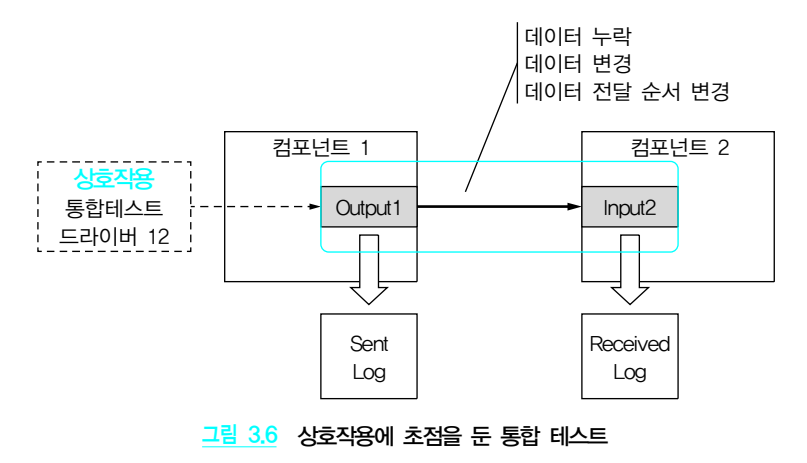 데이터 누락
데이터 변경
데이터 전달 순서 변경
컴포넌트 1
컴포넌트 2
상호작용
통합테스트
드라이버 12
Output1
Input2
Sent
Log
Received
Log
그림 3.6 상호작용에 초점을 둔 통합 테스트